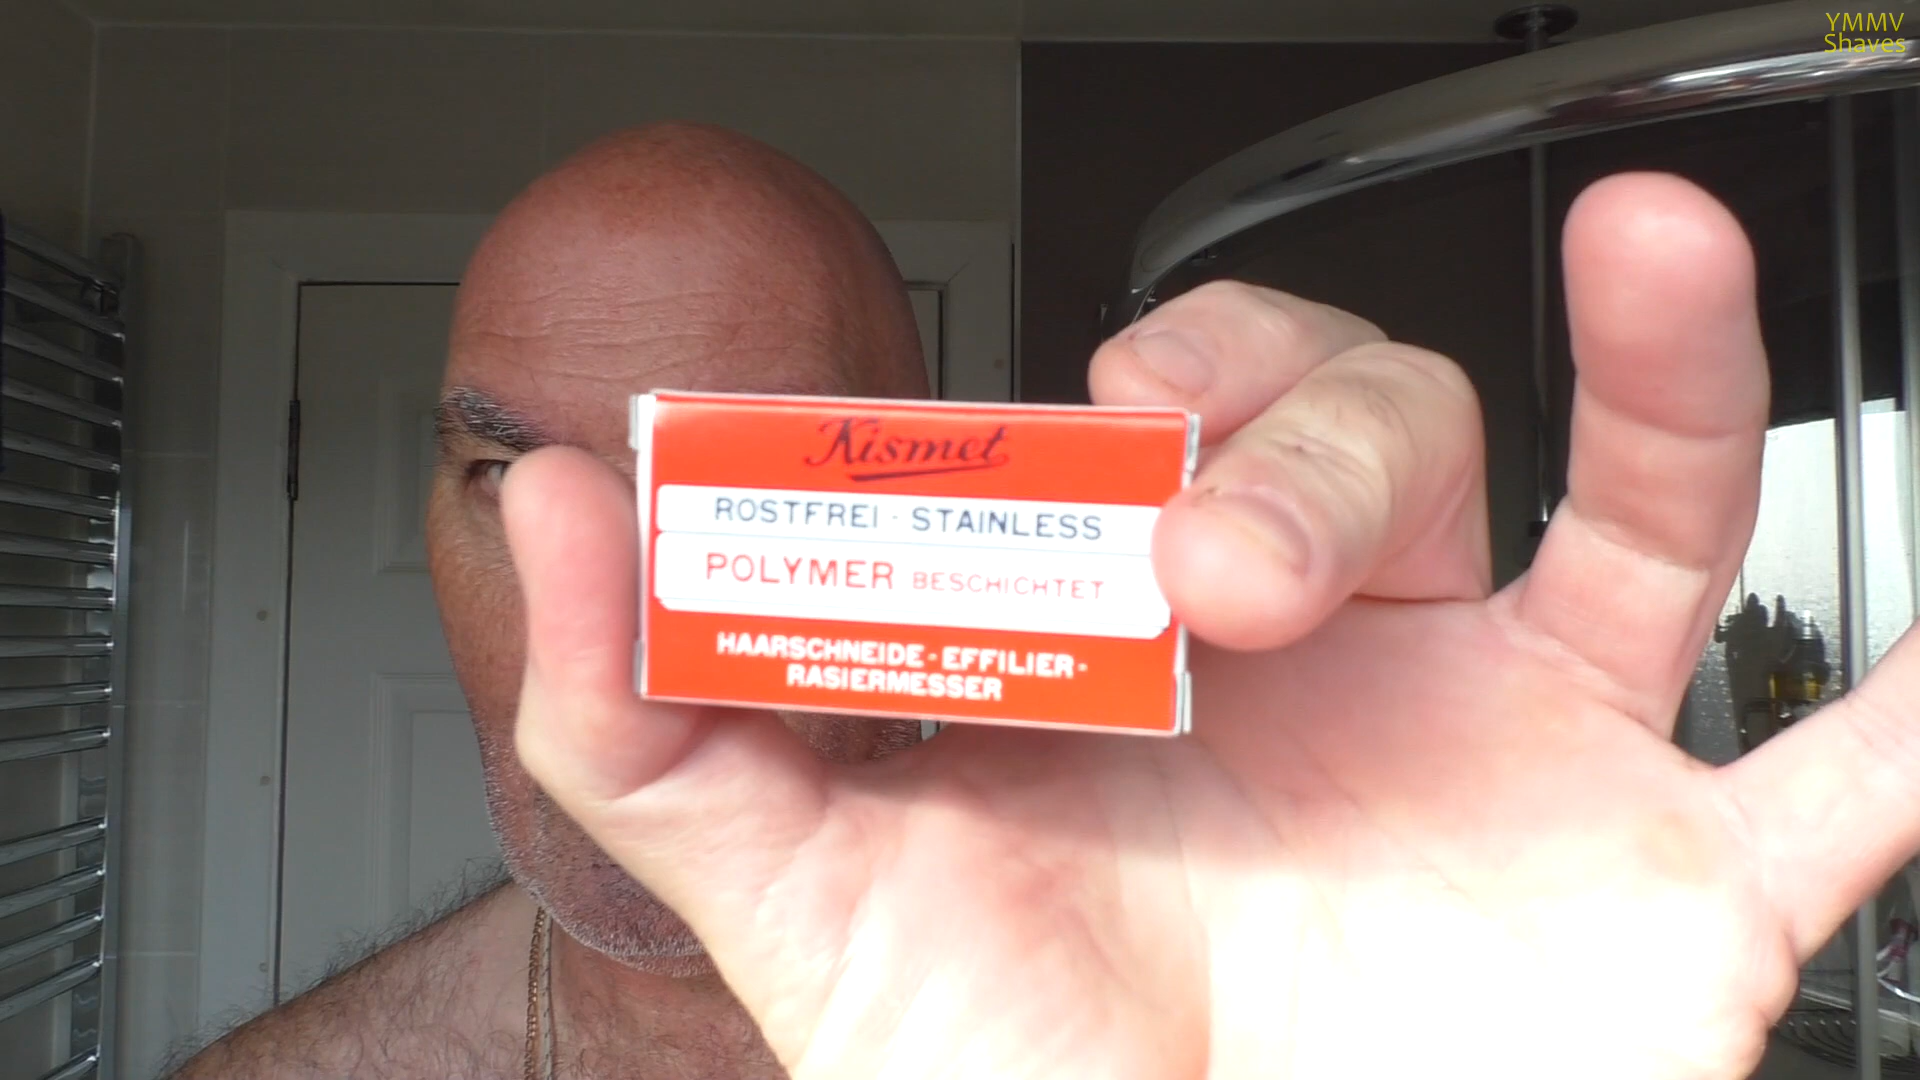 YMMV
Shaves
Kismet
ROSTFREI · STAINLESS
POLYMER BESCHICHTET
HAARSCHNEIDE · EFFILIER ·
RASIERMESSER